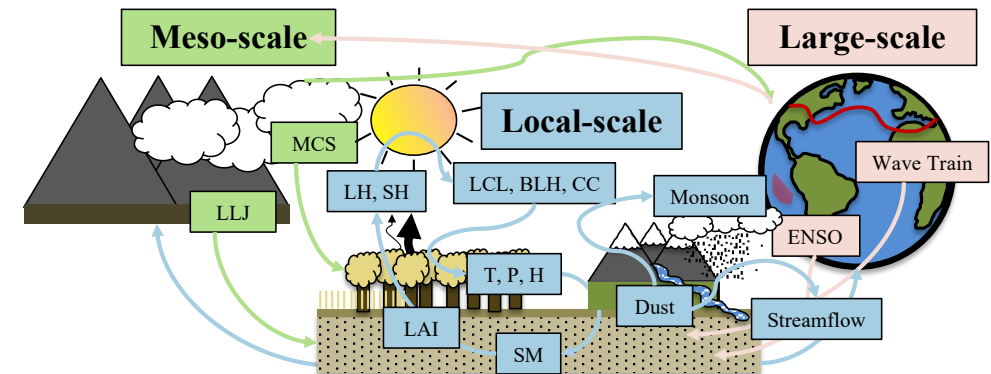 Meso-scale
Large-scale
Local-scale
MCS
Wave Train
LH, SH
LCL, BLH, CC
Monsoon
LLJ
ENSO
T, P, H
Dust
Streamflow
LAI
SM